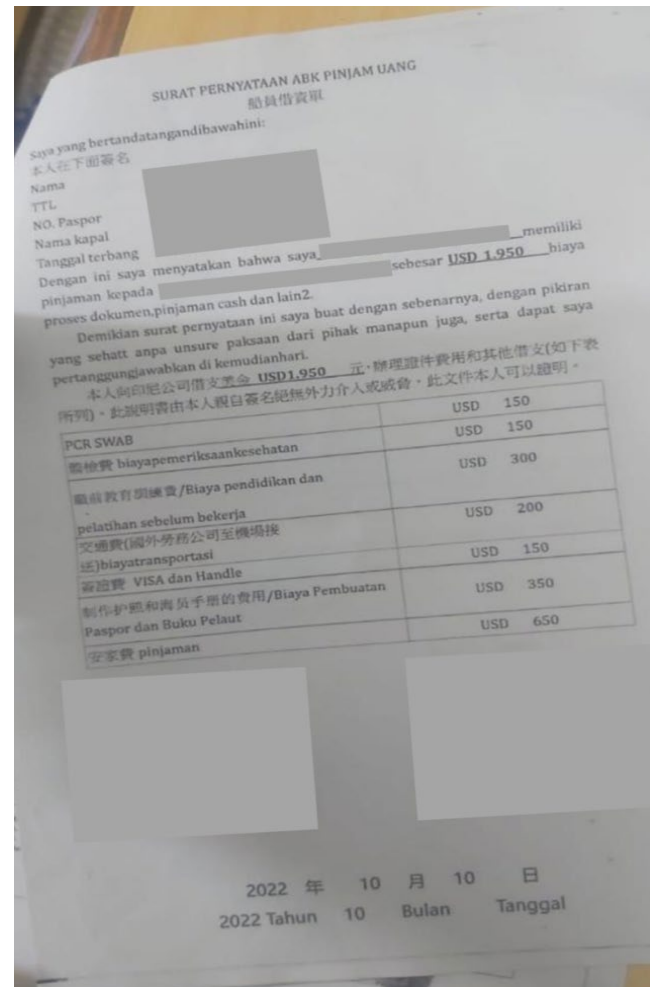 SURAT PERNYATAAN ABK PINJAM UANG
船員借資單
Saya yang bertandatangandibawahini:
本人在下面簽名
Nama
TTL
NO. Paspor
Nama kapal
Tanggal terbang
Dengan ini saya menyatakan bahwa saya_ _memiliki
pinjaman kepada sebesar USD 1.950 biaya
proses dokumen,pinjaman cash dan lain2.
Demikian surat pernyataan ini saya buat dengan sebenarnya, dengan pikiran
yang sehatt anpa unsure paksaan dari pihak manapun juga, serta dapat saya
pertanggungjawabkan di kemudianhari.
本人向印尼公司借支美金 USD1.950 元,辦理證件費用和其他借支(如下表
所列)。此說明書由本人親自簽名絕無外力介入或威脅,此文件本人可以證明。
PCR SWAB USD 150
醫檢費 biayapemeriksaankesehatan USD 150
職前教育訓練費/Biaya pendidikan dan USD 300
pelatihan sebelum bekerja
交通費(國外勞務公司至機場接 USD 200
送)biayatransportasi
簽證費 VISA dan Handle USD 150
制作护照和海员手册的費用/Biaya Pembuatan USD 350
Paspor dan Buku Pelaut
安家費 pinjaman USD 650
2022 年 10 月 10 日
2022 Tahun 10 Bulan Tanggal